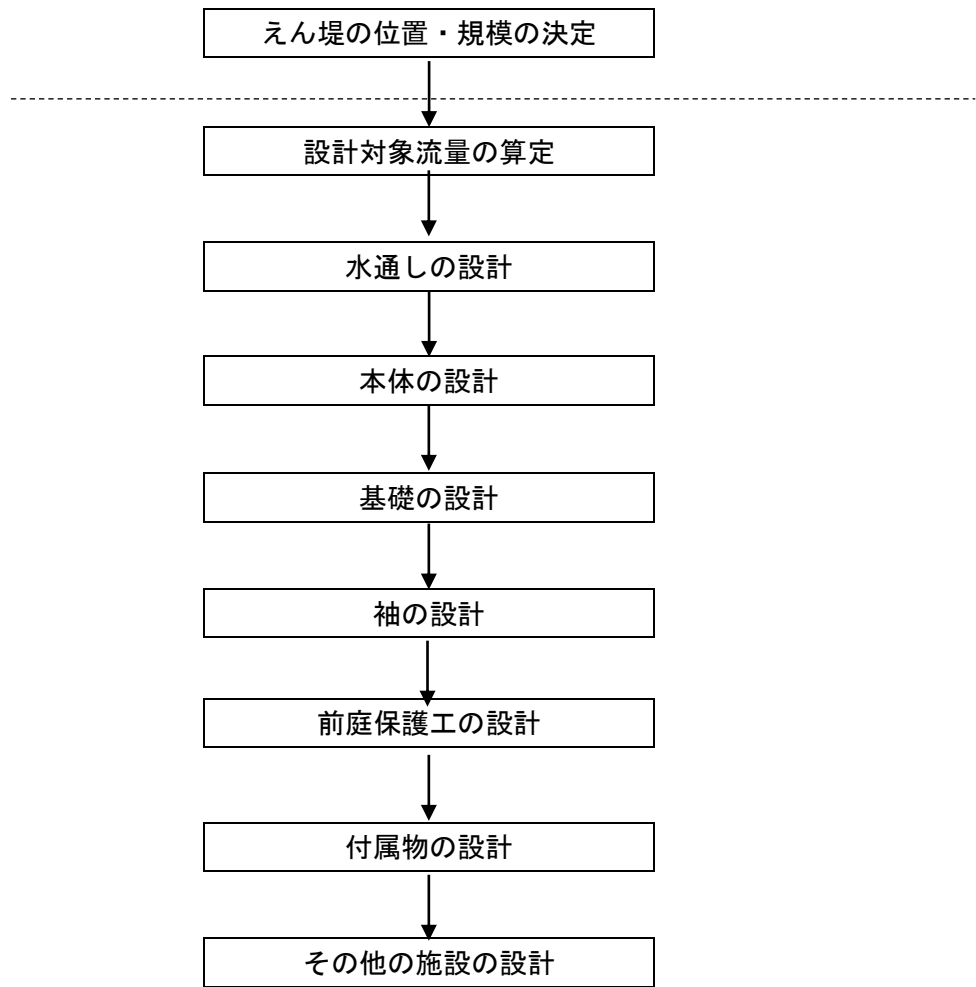 えん堤の位置・規模の決定
設計対象流量の算定
水通しの設計
本体の設計
基礎の設計
袖の設計
前庭保護工の設計
付属物の設計
その他の施設の設計